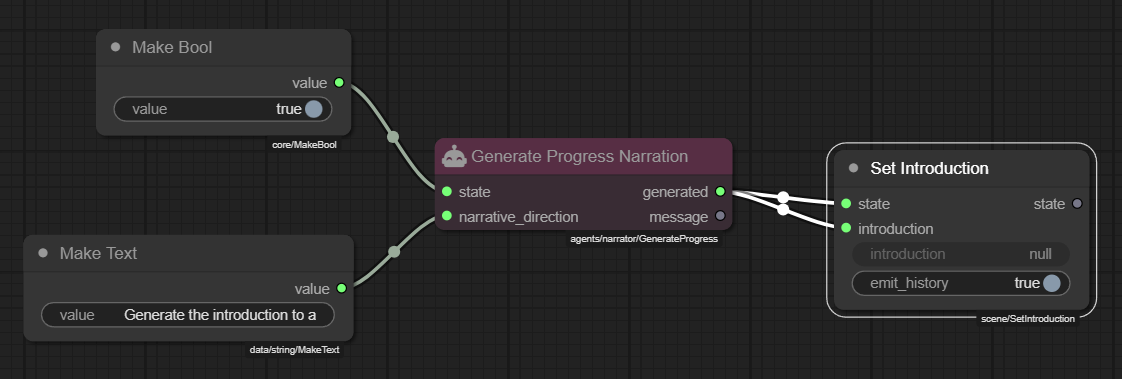 Make Bool
value
value true
core/MakeBool
Make Text
value
value Generate the introduction to a
data/string/MakeText
Generate Progress Narration
state generated
narrative_direction message
agents/narrator/GenerateProgress
Set Introduction
state state
introduction
introduction null
emit_history true
scene/SetIntroduction